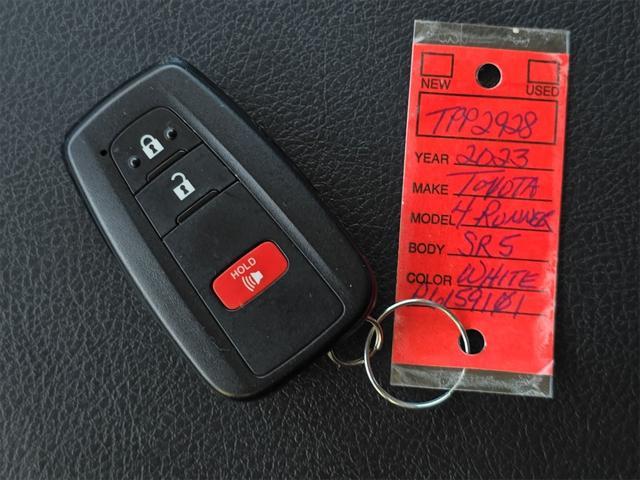 HOLD
NEW USED
TPP2928
YEAR 2023
MAKE TOYOTA
MODEL 4 RUNNER
BODY SR5
COLOR WHITE